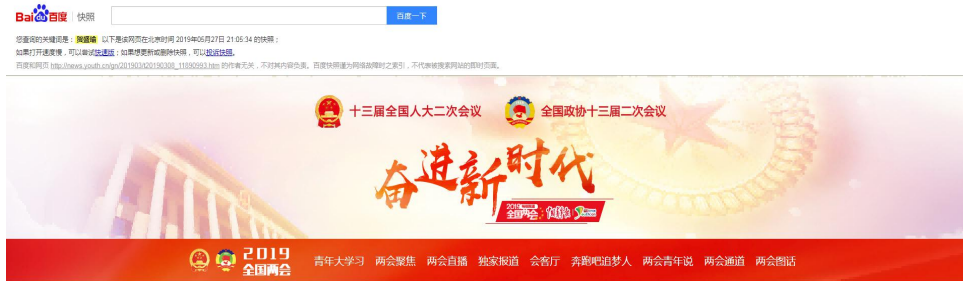 Bai du 百度 快照
百度一下
您查询的关键词是： 贺盛瑜 以下是该网页在北京时间 2019年05月27日 21:05:34 的快照；
如果打开速度慢，可以尝试快速版；如果想更新或删除快照，可以投诉快照。
百度和网页 http://news.youth.cn/gn/201903/t20190308_11890993.htm 的作者无关，不对其内容负责。百度快照谨为网络故障时之索引，不代表被搜索网站的即时页面。
十三届全国人大二次会议 全国政协十三届二次会议
奋进新时代
2019
全国两会
2019 青年大学习 两会聚焦 两会直播 独家报道 会客厅 奔跑吧追梦人 两会青年说 两会通道 两会图话
全国两会